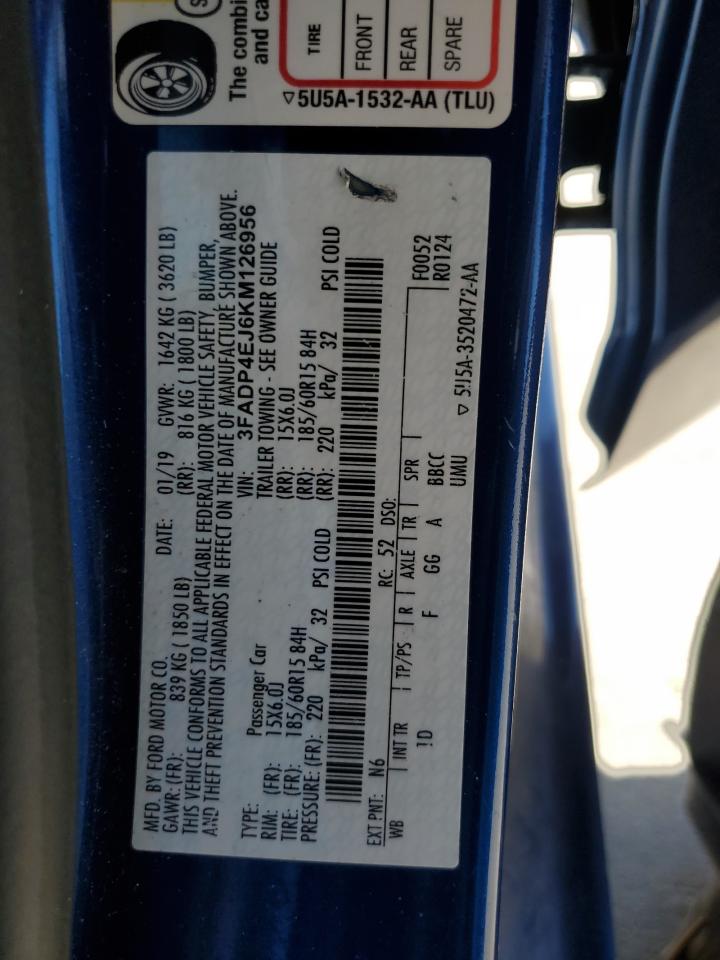 The combi
and ca
TIRE
FRONT
REAR
SPARE
▽5U5A-1532-AA (TLU)
MFD. BY FORD MOTOR CO. DATE: 01/19 GVWR: 1642 KG ( 3620 LB)
GAWR: (FR): 839 KG ( 1850 LB) (RR): 816 KG ( 1800 LB)
THIS VEHICLE CONFORMS TO ALL APPLICABLE FEDERAL MOTOR VEHICLE SAFETY, BUMPER,
AND THEFT PREVENTION STANDARDS IN EFFECT ON THE DATE OF MANUFACTURE SHOWN ABOVE.
VIN: 3FADP4EJ6KM126956
TYPE: Passenger Car TRAILER TOWING - SEE OWNER GUIDE
RIM: (FR): 15X6.0J (RR): 15X6.0J
TIRE: (FR): 185/60R15 84H (RR): 185/60R15 84H
PRESSURE: (FR): 220 kPa/ 32 PSI COLD (RR): 220 kPa/ 32 PSI COLD
EXT PNT: N6 RC: 52 DSO: F0052
WB INT TR TP/PS R AXLE TR SPR R0124
F GG A BBCC
UMU
▽ 5U5A-3520472-AA